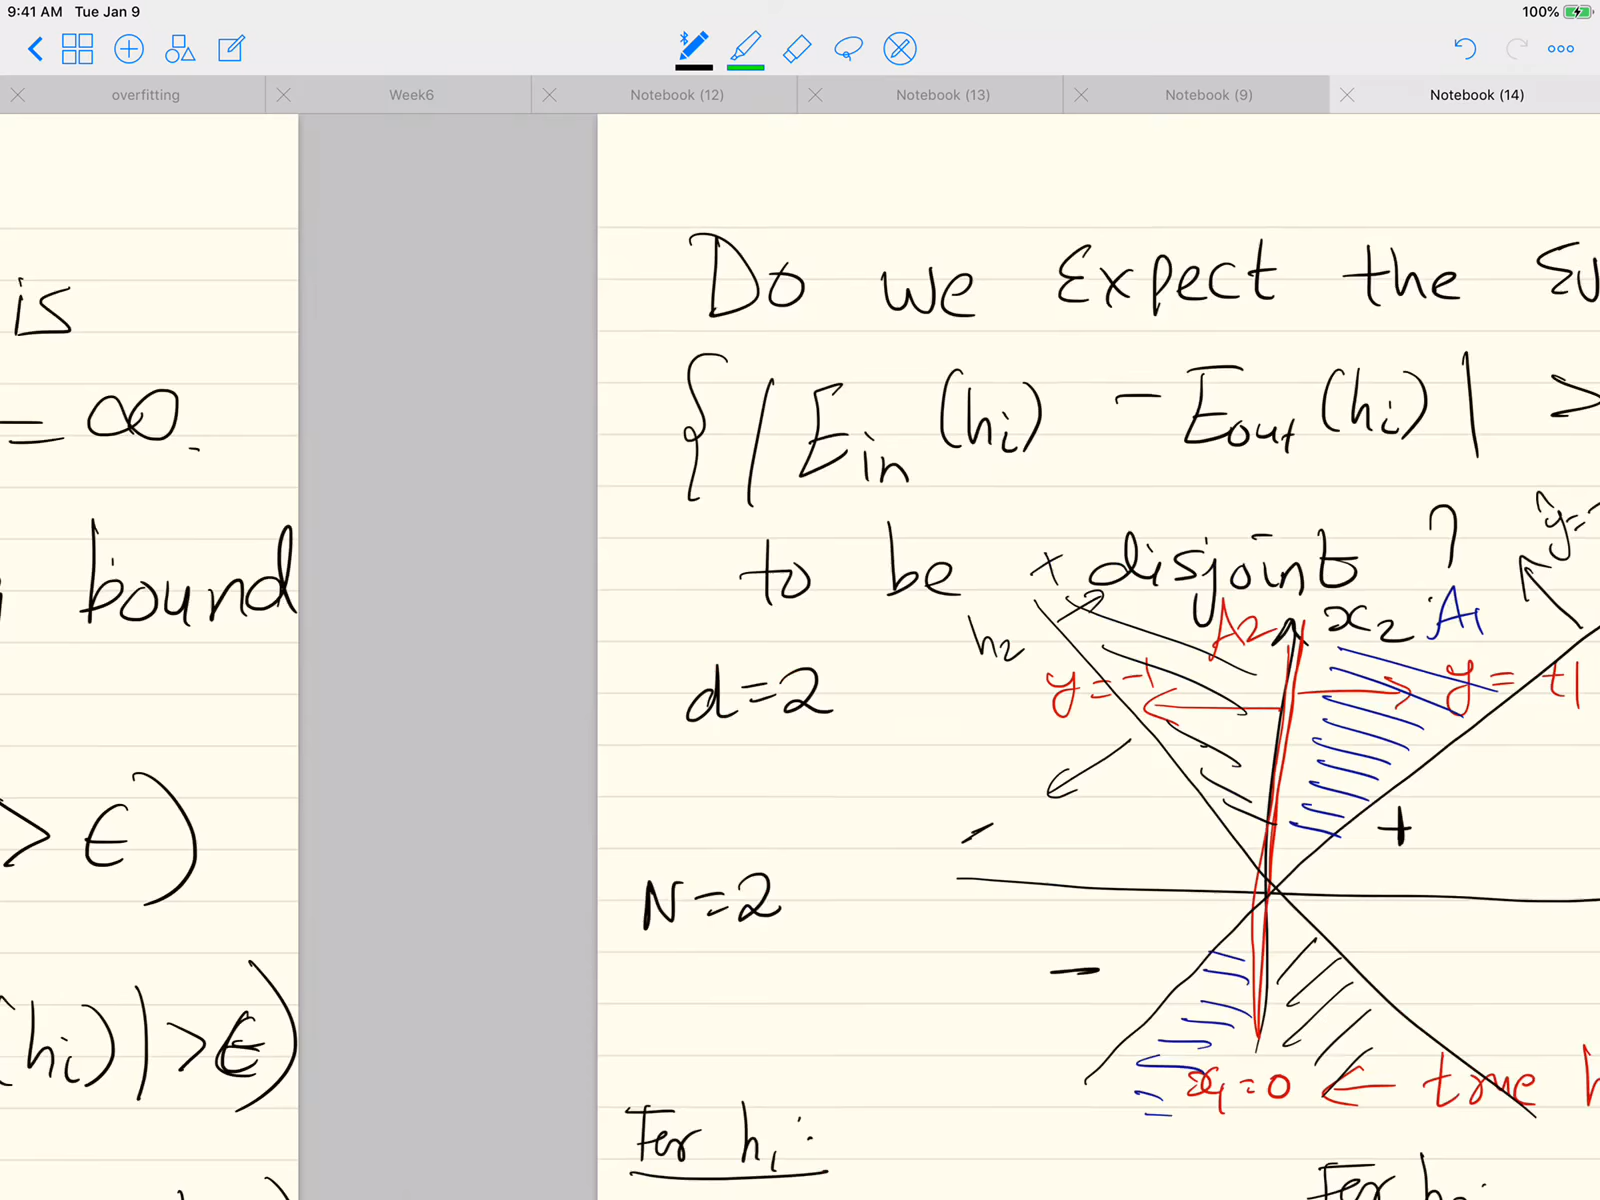 9:41 AM Tue Jan 9
100%
overfitting
Week6
Notebook (12)
Notebook (13)
Notebook (9)
Notebook (14)
is
= ∞.
bound
> ϵ)
(hi)| > ϵ)
Do we Expect the Ev
{|Ein (hi) - Eout (hi)| >
to be disjoint ?
ŷ=
h2
A2
x2
A1
d=2
y = -1
y = +1
+
N=2
-
-
x1=0 ← true h
For h1:
For h2: